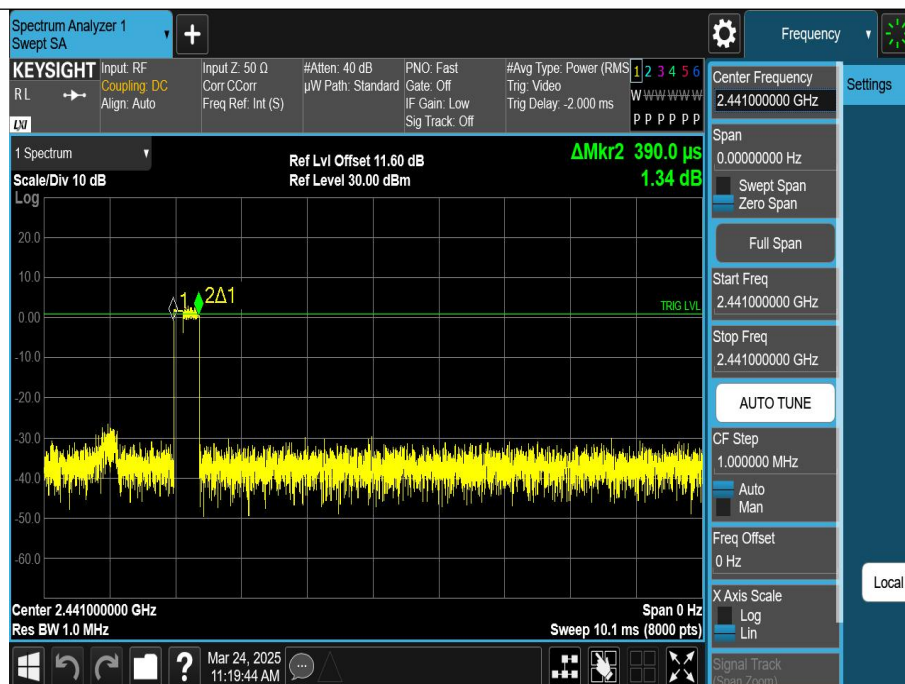 Spectrum Analyzer 1
Swept SA
+
Frequency
KEYSIGHT
RL
LXI
Input: RF
Coupling: DC
Align: Auto
Input Z: 50 Ω
Corr CCorr
Freq Ref: Int (S)
#Atten: 40 dB
µW Path: Standard
PNO: Fast
Gate: Off
IF Gain: Low
Sig Track: Off
#Avg Type: Power (RMS
Trig: Video
Trig Delay: -2.000 ms
1 2 3 4 5 6
W W W W W W
P P P P P P
1 Spectrum
Scale/Div 10 dB
Ref Lvl Offset 11.60 dB
Ref Level 30.00 dBm
ΔMkr2 390.0 µs
1.34 dB
Log
20.0
10.0
0.00
-10.0
-20.0
-30.0
-40.0
-50.0
-60.0
1
2Δ1
TRIG LVL
Center 2.441000000 GHz
Res BW 1.0 MHz
Span 0 Hz
Sweep 10.1 ms (8000 pts)
Center Frequency
2.441000000 GHz
Span
0.00000000 Hz
Swept Span
Zero Span
Full Span
Start Freq
2.441000000 GHz
Stop Freq
2.441000000 GHz
AUTO TUNE
CF Step
1.000000 MHz
Auto
Man
Freq Offset
0 Hz
X Axis Scale
Log
Lin
Signal Track
(Span Zoom)
Settings
Local
?
Mar 24, 2025
11:19:44 AM